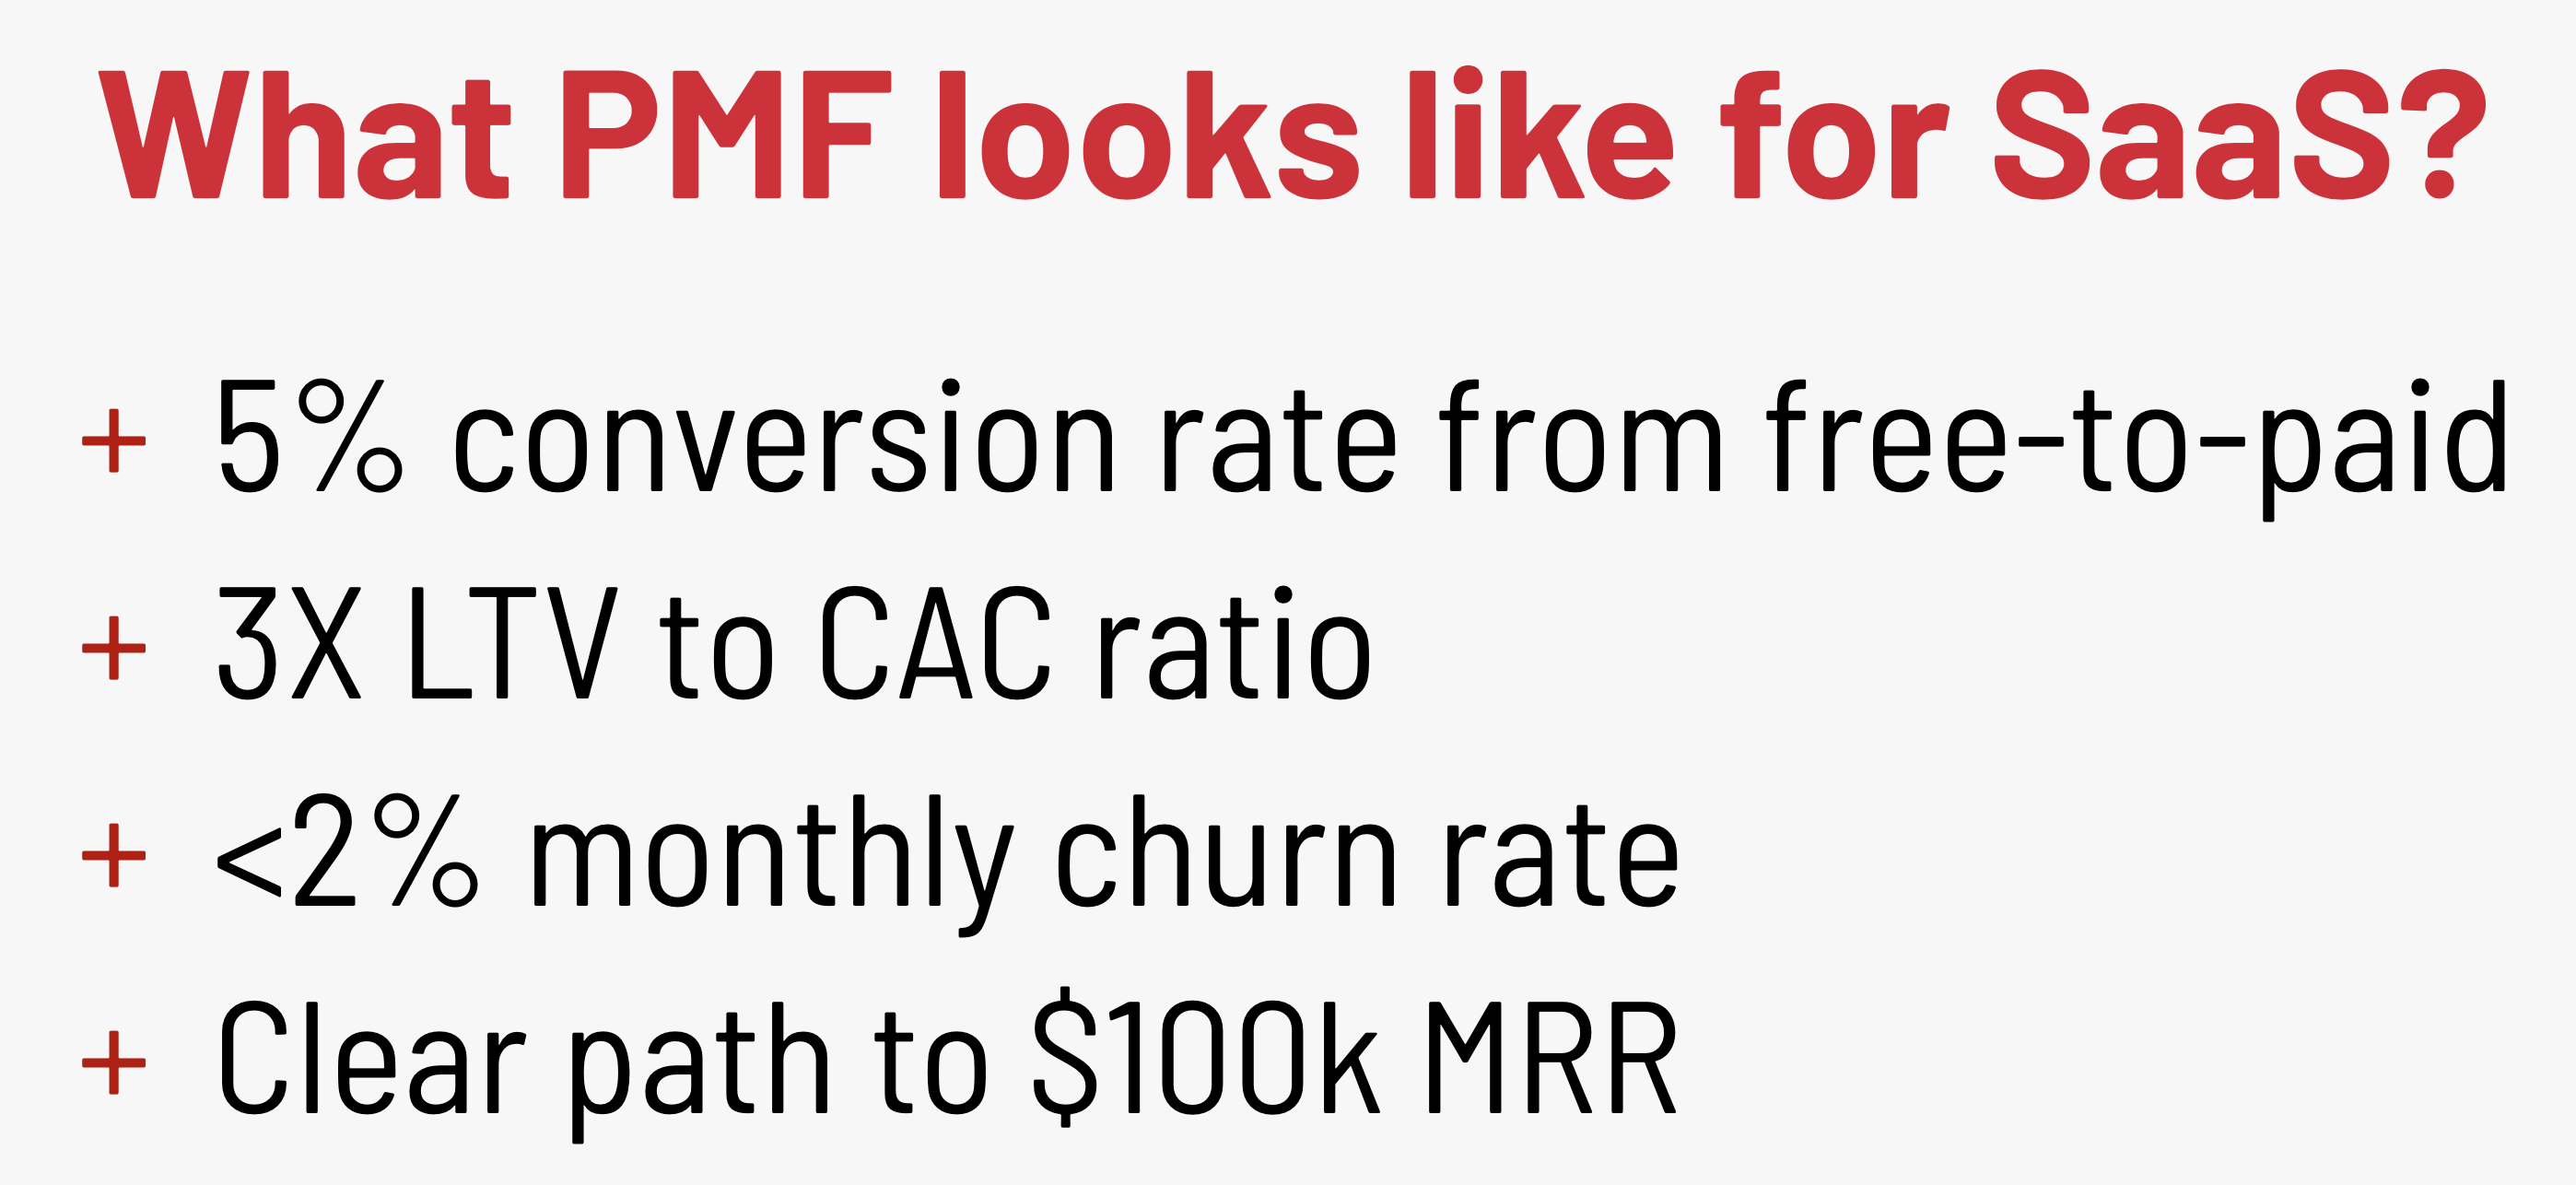 What PMF looks like for SaaS?
+ 5% conversion rate from free-to-paid
+ 3X LTV to CAC ratio
+ <2% monthly churn rate
+ Clear path to $100k MRR